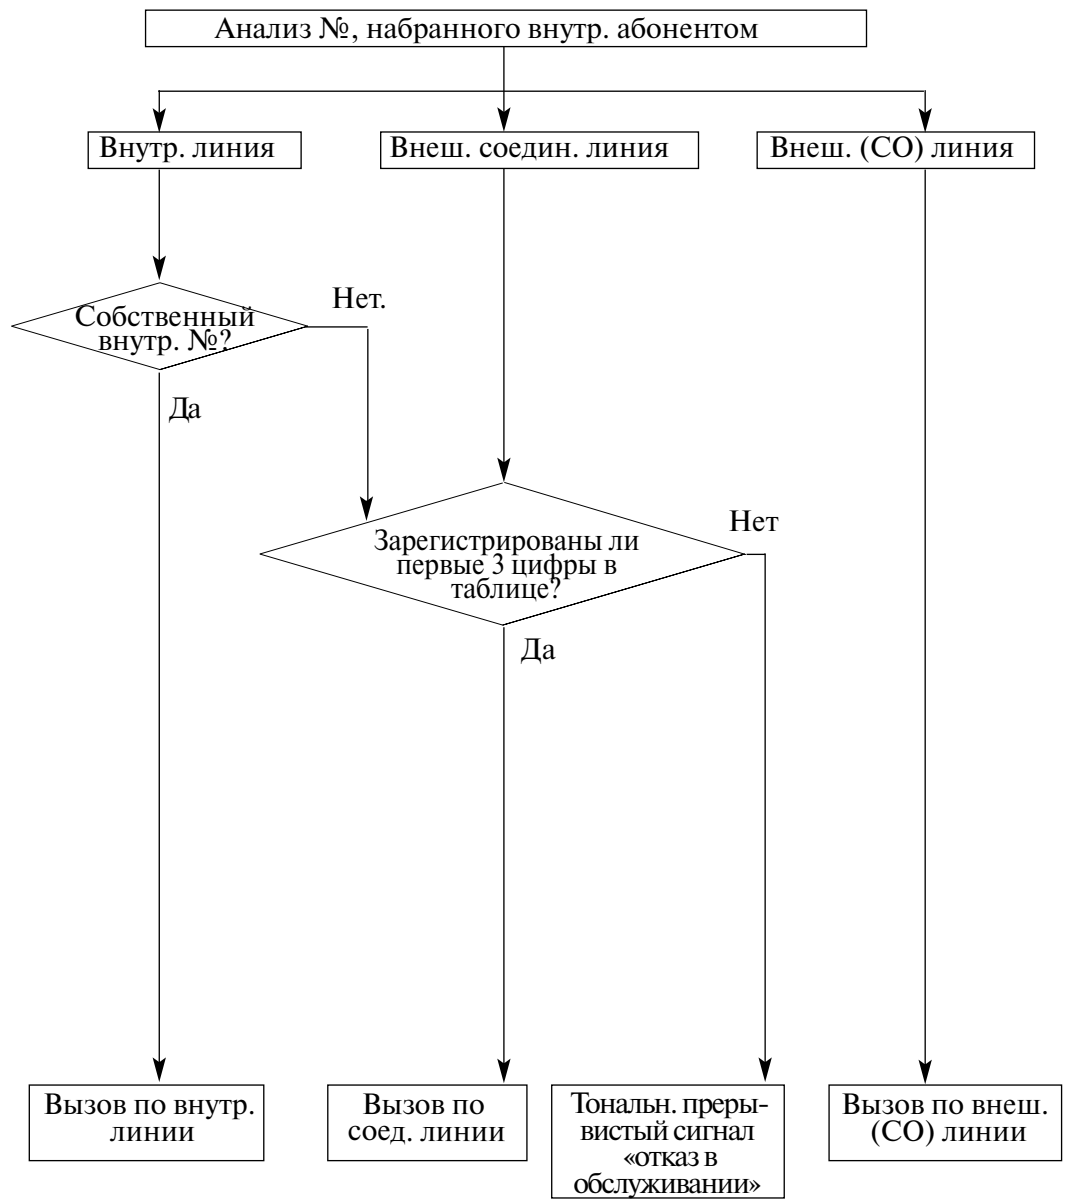 Анализ №, набранного внутр. абонентом
Внутр. линия
Внеш. соедин. линия
Внеш. (СО) линия
Нет.
Собственный
внутр. №?
Да
Нет
Зарегистрированы ли
первые 3 цифры в
таблице?
Да
Вызов по внутр.
линии
Вызов по
соед. линии
Тональн. преры-
вистый сигнал
«отказ в
обслуживании»
Вызов по внеш.
(СО) линии